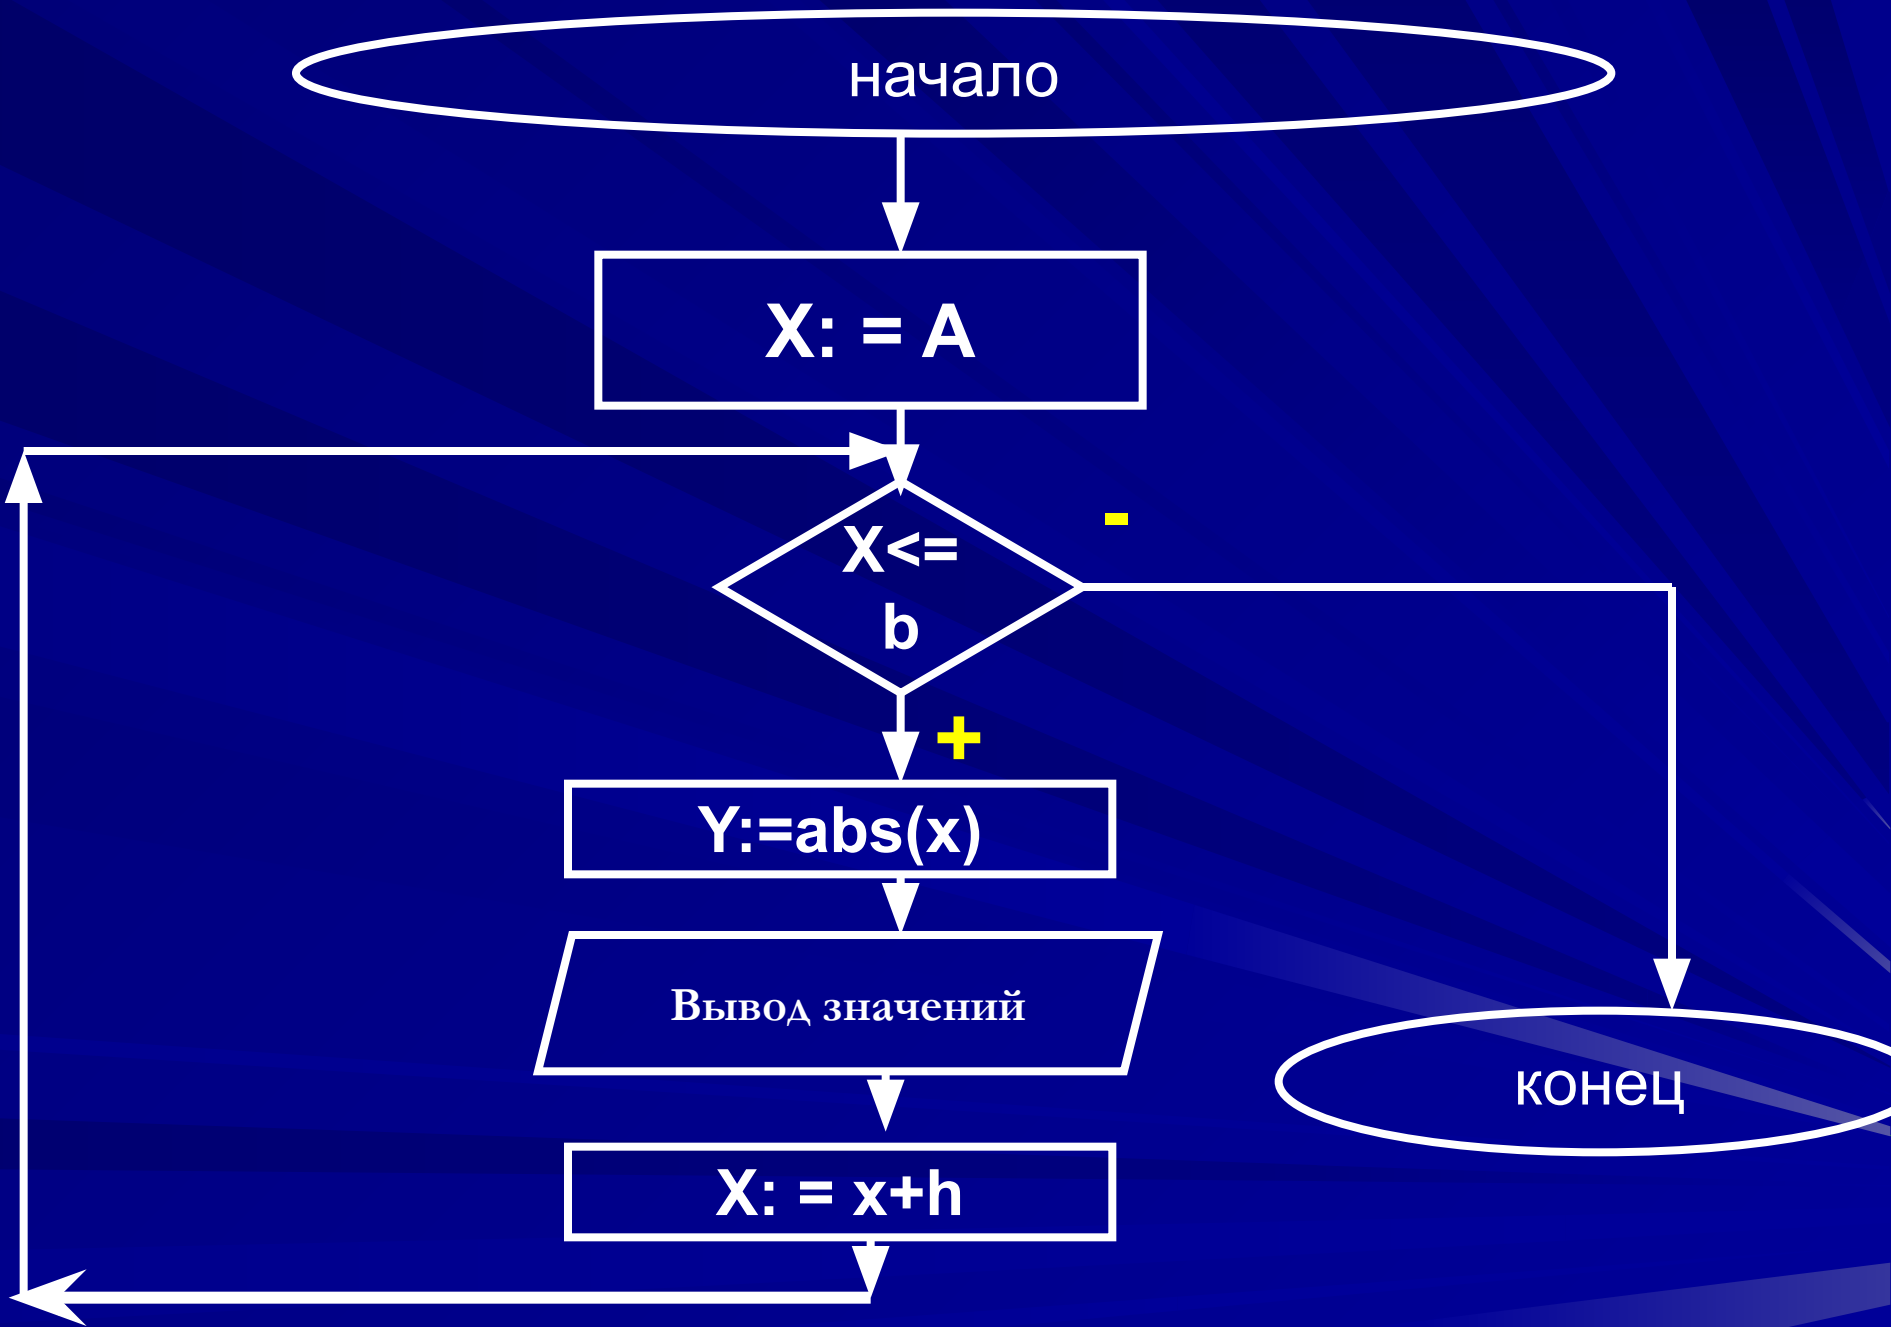 начало
X: = A
X<=
b
-
+
Y:=abs(x)
Вывод значений
X: = x+h
конец